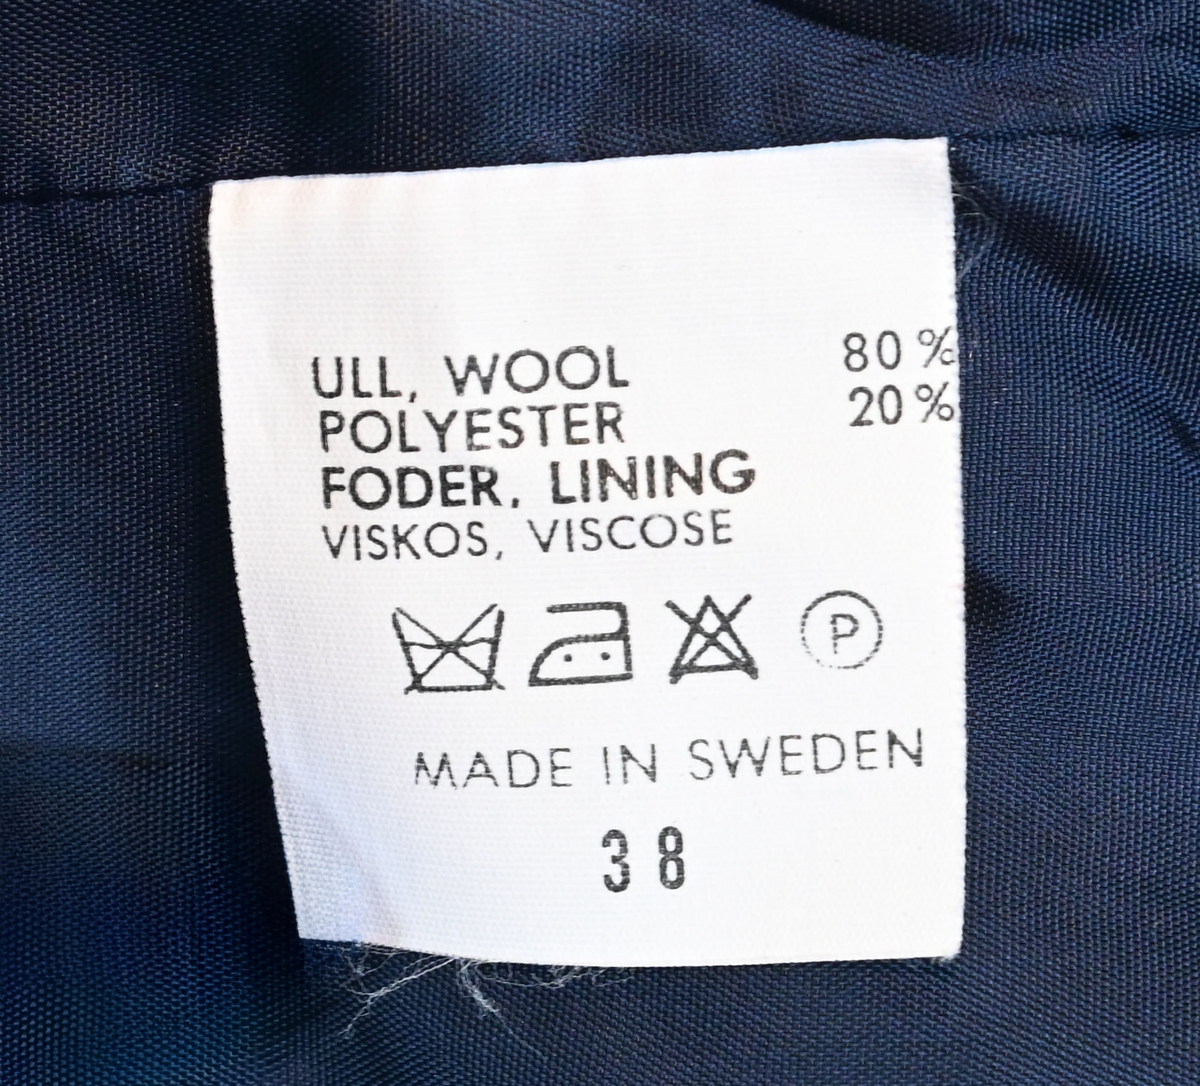 ULL, WOOL 80 %
POLYESTER 20 %
FODER, LINING
VISKOS, VISCOSE
P
MADE IN SWEDEN
38